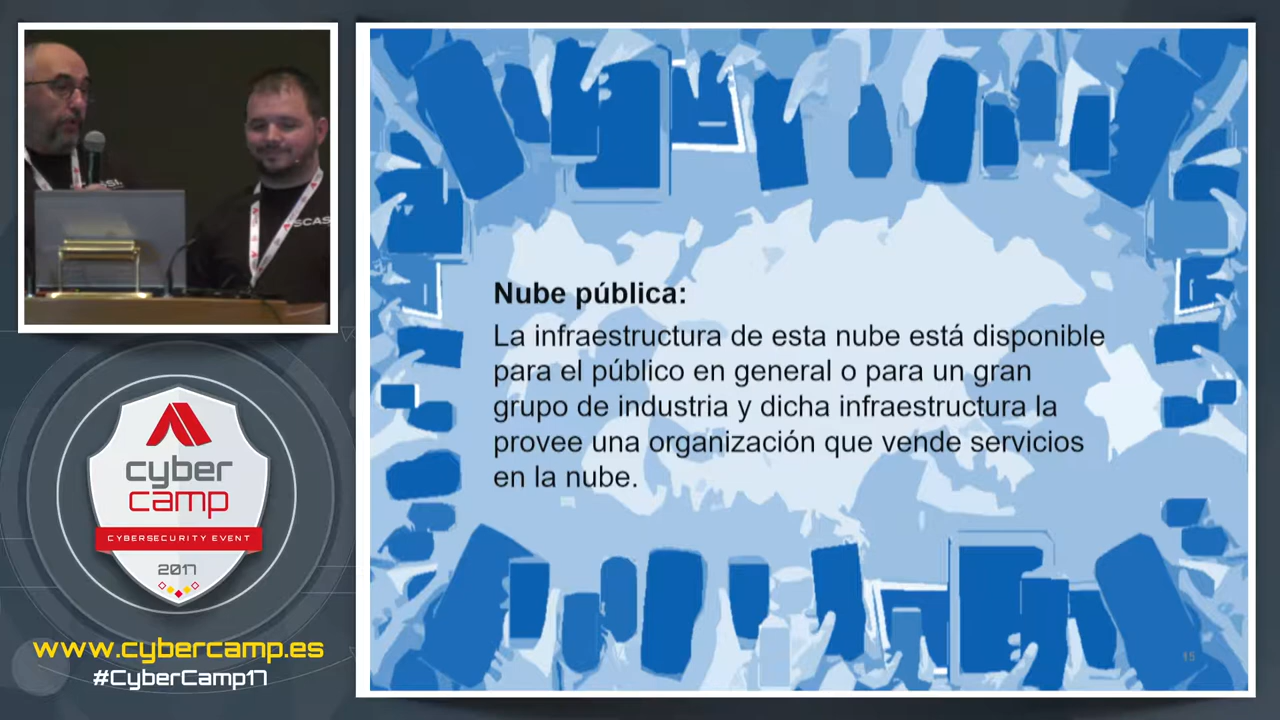 Nube pública:
La infraestructura de esta nube está disponible
para el público en general o para un gran
grupo de industria y dicha infraestructura la
provee una organización que vende servicios
en la nube.
15
cyber
camp
CYBERSECURITY EVENT
2017
www.cybercamp.es
#CyberCamp17